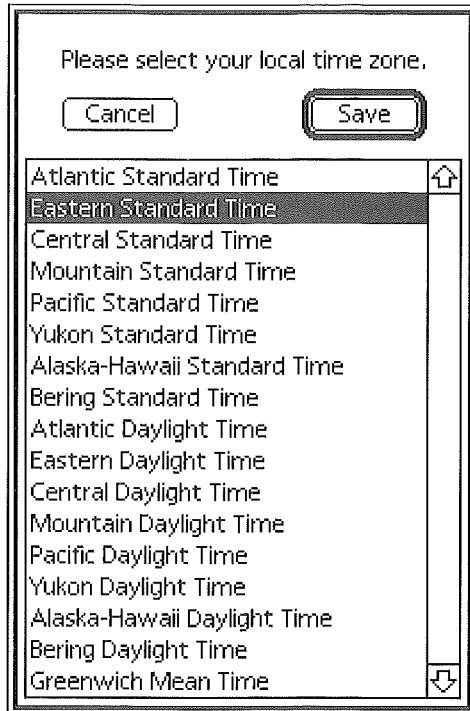 Please select your local time zone.
Cancel Save
Atlantic Standard Time
Eastern Standard Time
Central Standard Time
Mountain Standard Time
Pacific Standard Time
Yukon Standard Time
Alaska-Hawaii Standard Time
Bering Standard Time
Atlantic Daylight Time
Eastern Daylight Time
Central Daylight Time
Mountain Daylight Time
Pacific Daylight Time
Yukon Daylight Time
Alaska-Hawaii Daylight Time
Bering Daylight Time
Greenwich Mean Time